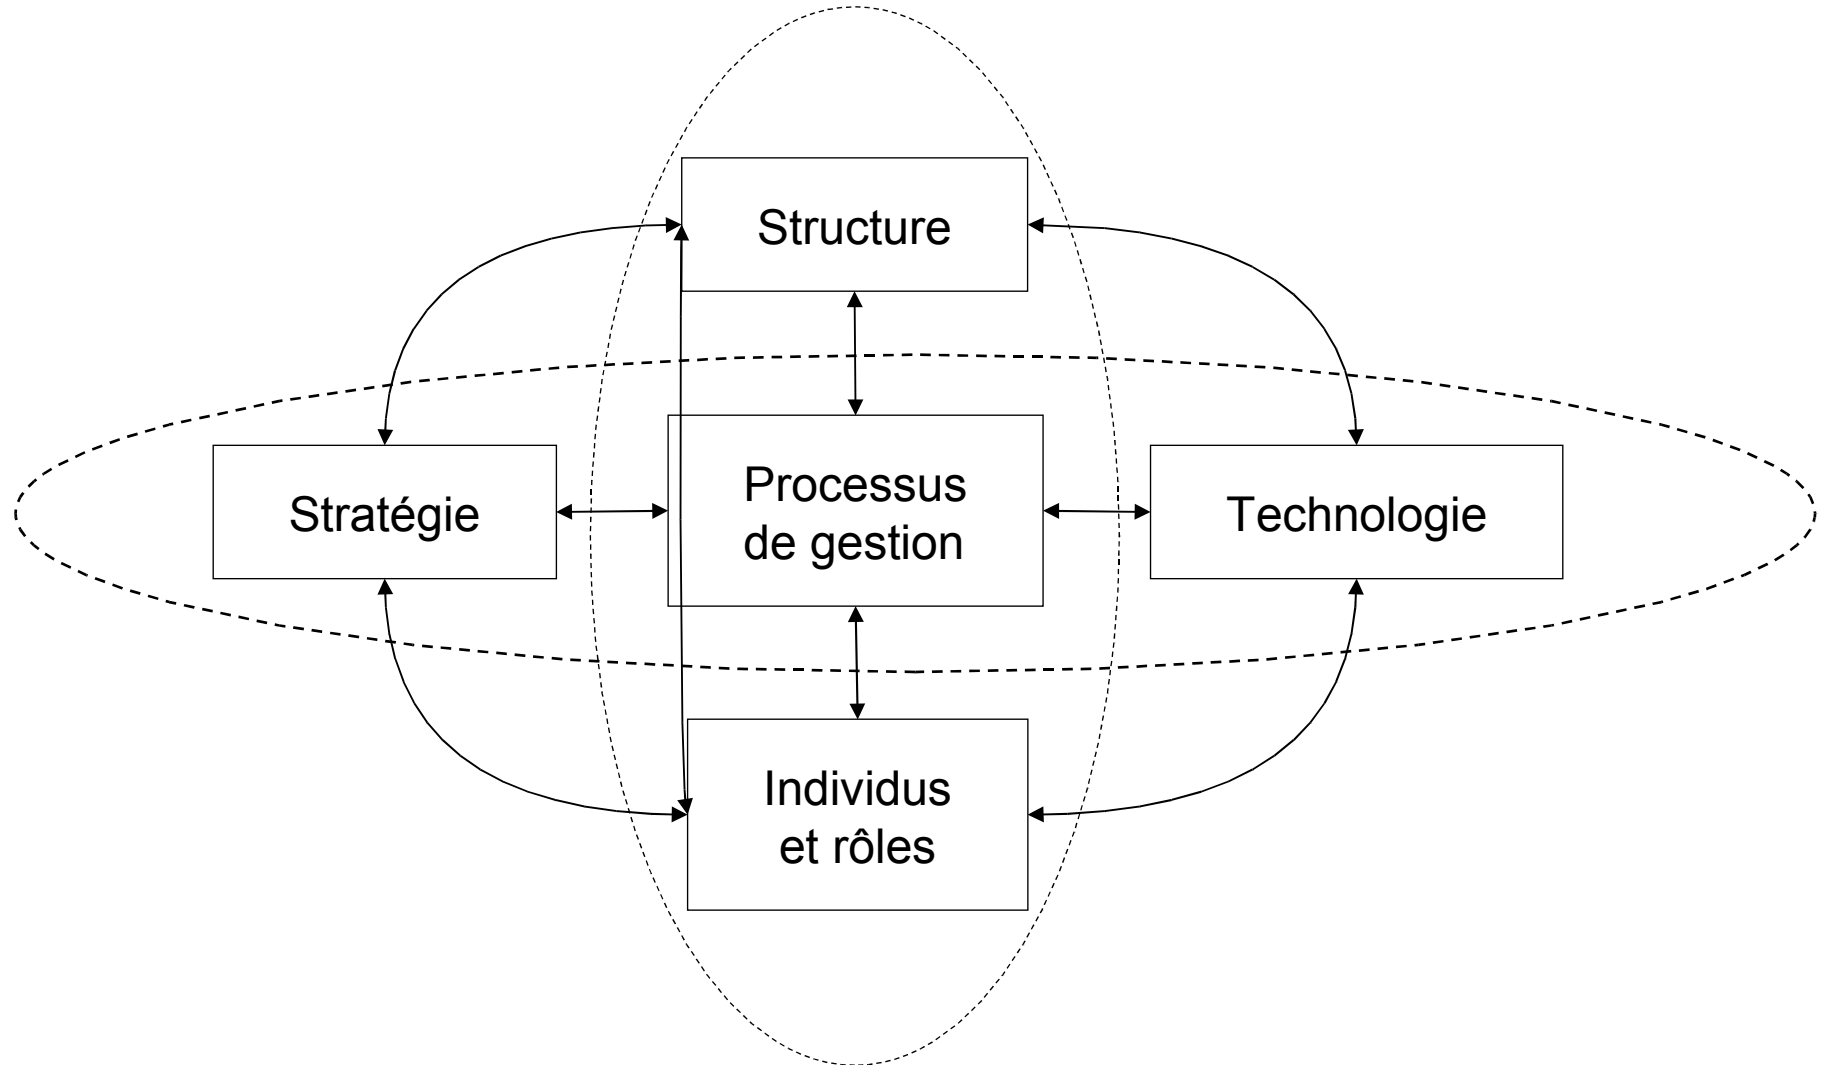 Structure
Stratégie
Processus
de gestion
Technologie
Individus
et rôles